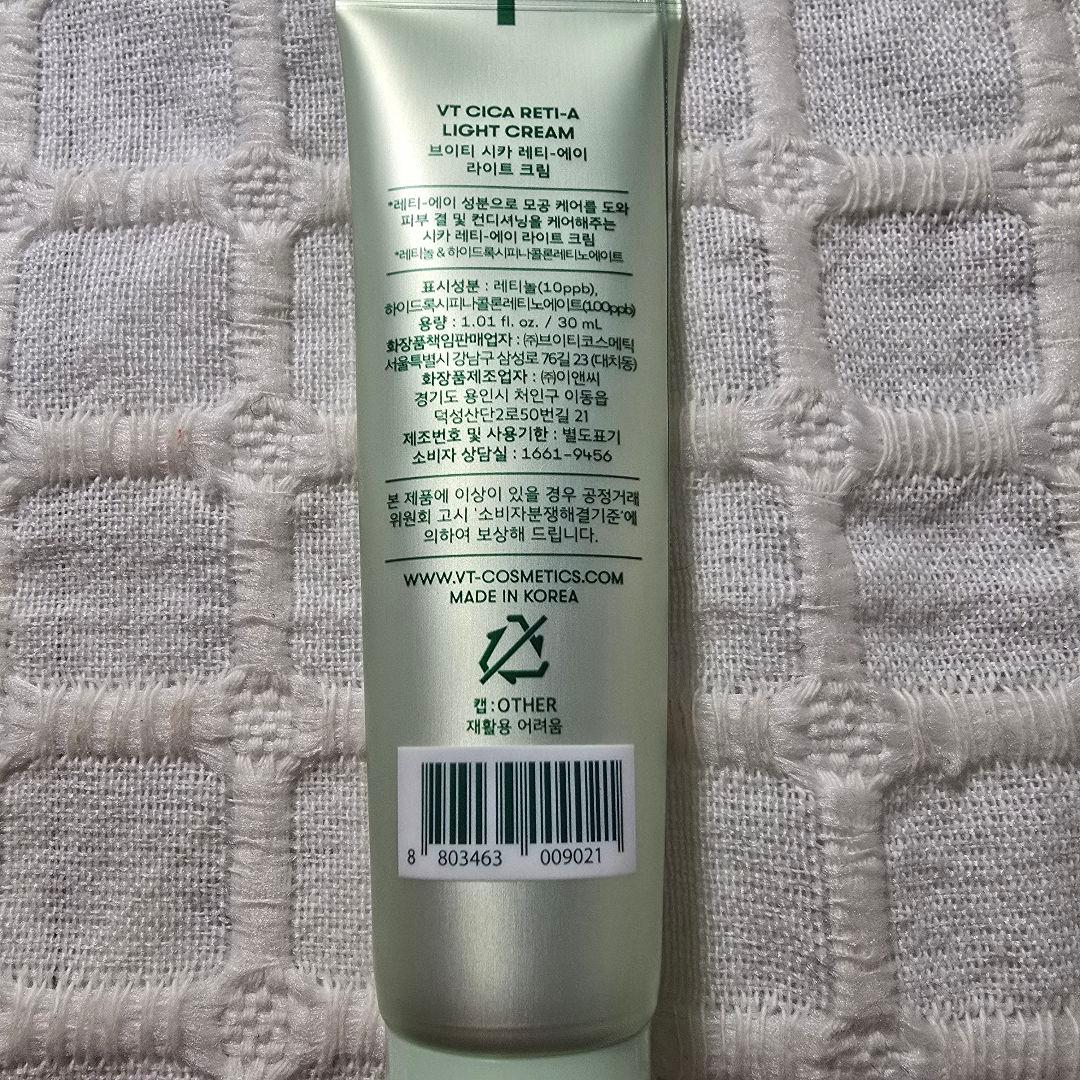 VT CICA RETI-A
LIGHT CREAM
브이티 시카 레티-에이
라이트 크림
*레티-에이 성분으로 모공 케어를 도와
피부 결 및 컨디셔닝을 케어해주는
시카 레티-에이 라이트 크림
*레티놀 & 하이드록시피나콜론레티노에이트
표시성분 : 레티놀(10ppb),
하이드록시피나콜론레티노에이트(100ppb)
용량 : 1.01 fl. oz. / 30 mL
화장품책임판매업자 : ㈜브이티코스메틱
서울특별시 강남구 삼성로 76길 23 (대치동)
화장품제조업자 : ㈜이앤씨
경기도 용인시 처인구 이동읍
덕성산단2로50번길 21
제조번호 및 사용기한 : 별도표기
소비자 상담실 : 1661-9456
본 제품에 이상이 있을 경우 공정거래
위원회 고시 '소비자분쟁해결기준'에
의하여 보상해 드립니다.
WWW.VT-COSMETICS.COM
MADE IN KOREA
캡 : OTHER
재활용 어려움
8 803463 009021